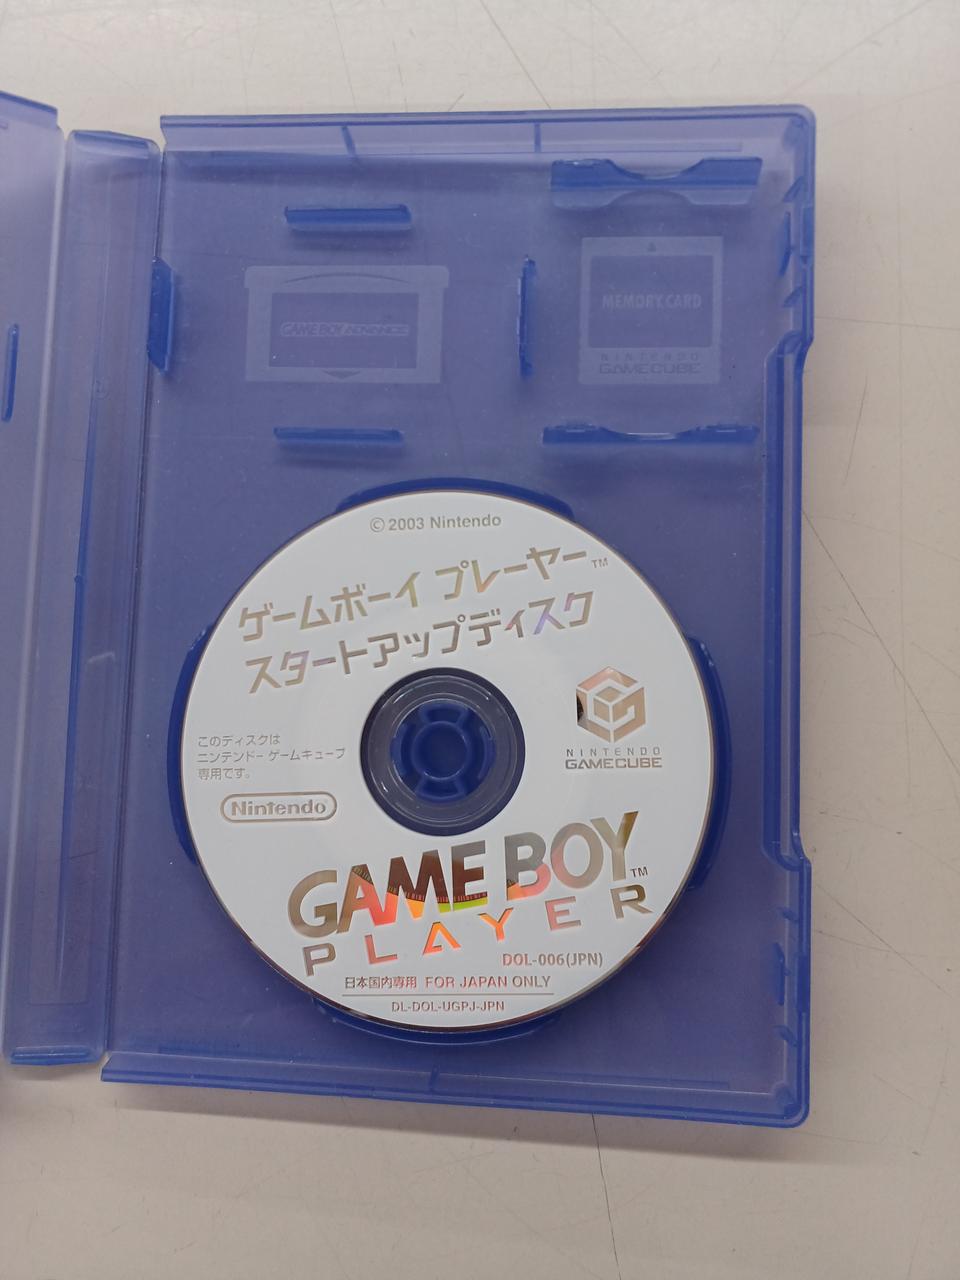 GAME BOY ADVANCE
MEMORY CARD
NINTENDO
GAMECUBE
© 2003 Nintendo
ゲームボーイ プレーヤー™
スタートアップディスク
このディスクは
ニンテンドーゲームキューブ
専用です。
Nintendo
NINTENDO
GAMECUBE
GAME BOY™
PLAYER
DOL-006(JPN)
日本国内専用 FOR JAPAN ONLY
DL-DOL-UGPJ-JPN